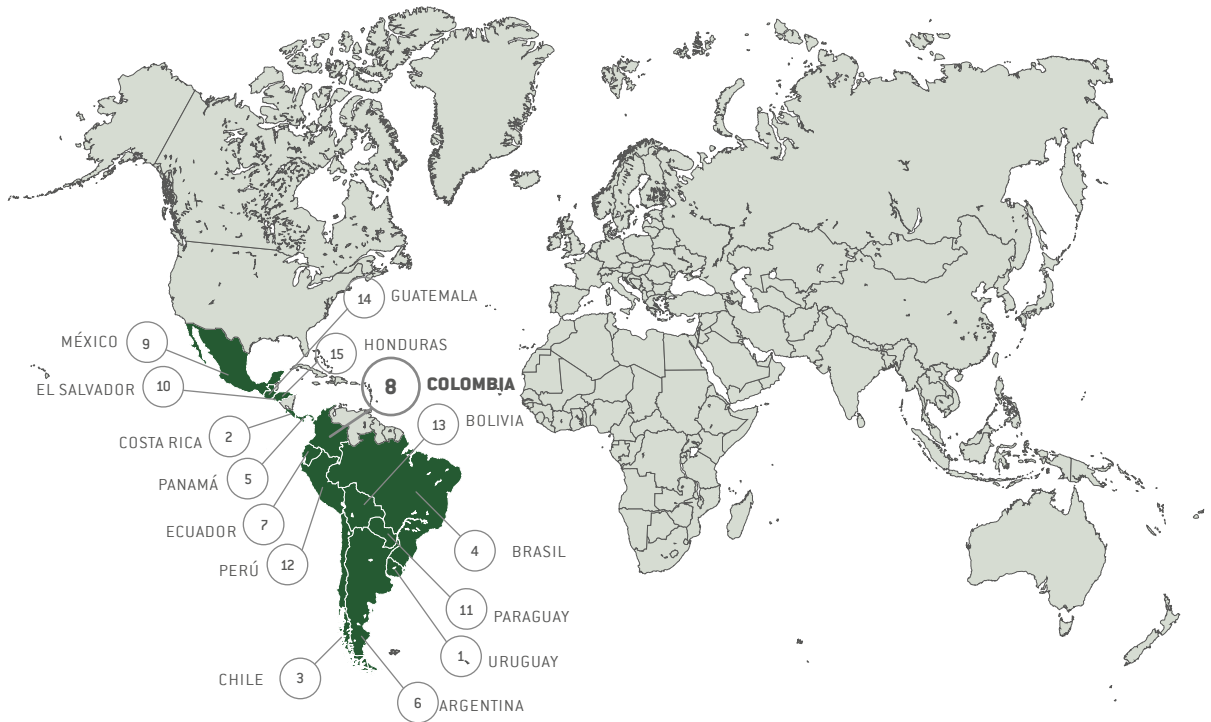 14 GUATEMALA
MÉXICO 9
15 HONDURAS
EL SALVADOR 10
8 COLOMBIA
13 BOLIVIA
COSTA RICA 2
PANAMÁ 5
ECUADOR 7
4 BRASIL
PERÚ 12
11 PARAGUAY
1 URUGUAY
CHILE 3
6 ARGENTINA